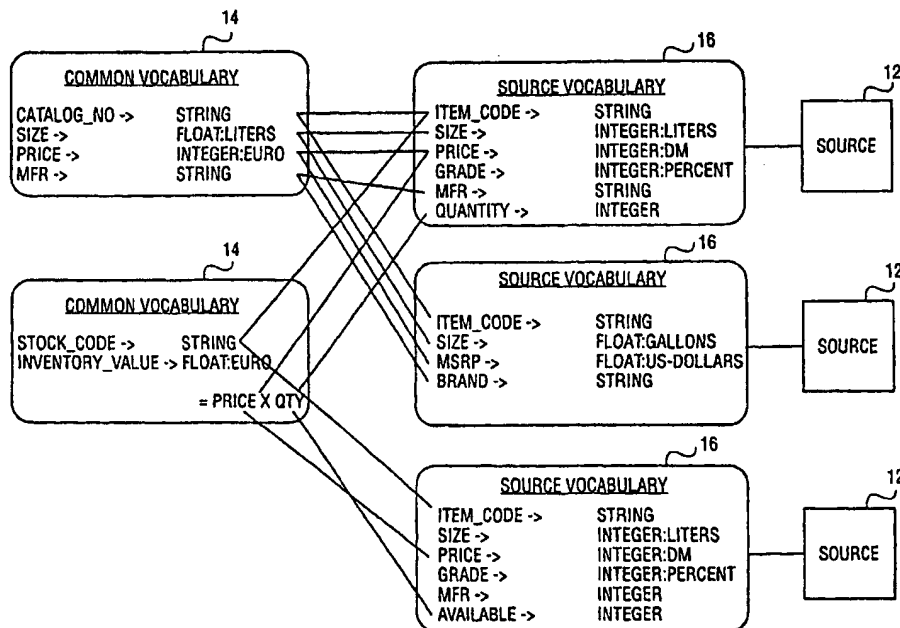 14
COMMON VOCABULARY
CATALOG_NO -> STRING
SIZE -> FLOAT:LITERS
PRICE -> INTEGER:EURO
MFR -> STRING
16
SOURCE VOCABULARY
ITEM_CODE -> STRING
SIZE -> INTEGER:LITERS
PRICE -> INTEGER:DM
GRADE -> INTEGER:PERCENT
MFR -> STRING
QUANTITY -> INTEGER
12
SOURCE
14
COMMON VOCABULARY
STOCK_CODE -> STRING
INVENTORY_VALUE -> FLOAT:EURO
= PRICE X QTY
16
SOURCE VOCABULARY
ITEM_CODE -> STRING
SIZE -> FLOAT:GALLONS
MSRP -> FLOAT:US-DOLLARS
BRAND -> STRING
12
SOURCE
16
SOURCE VOCABULARY
ITEM_CODE -> STRING
SIZE -> INTEGER:LITERS
PRICE -> INTEGER:DM
GRADE -> INTEGER:PERCENT
MFR -> INTEGER
AVAILABLE -> INTEGER
12
SOURCE